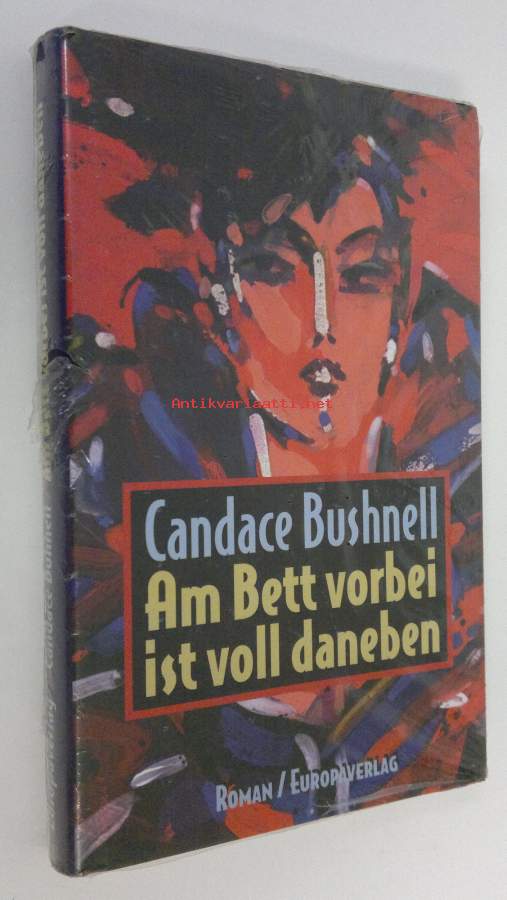 Antikvariaatti.net
Candace Bushnell
Am Bett vorbei
ist voll daneben
ROMAN / EUROPAVERLAG
Candace Bushnell